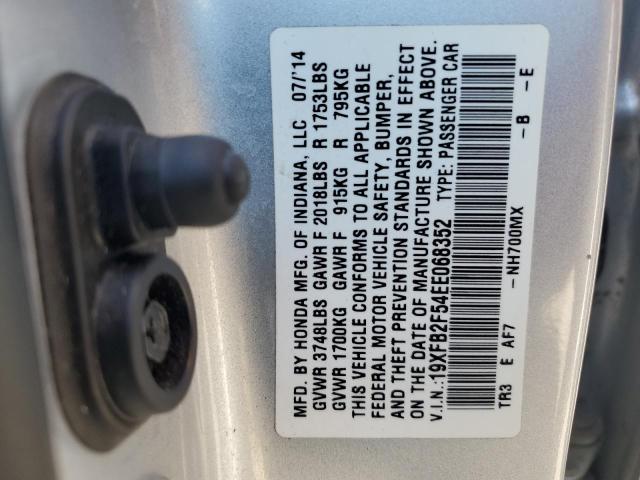 MFD. BY HONDA MFG. OF INDIANA, LLC 07/'14
GVWR 3748LBS GAWR F 2018LBS R 1753LBS
GVWR 1700KG GAWR F 915KG R 795KG
THIS VEHICLE CONFORMS TO ALL APPLICABLE
FEDERAL MOTOR VEHICLE SAFETY, BUMPER,
AND THEFT PREVENTION STANDARDS IN EFFECT
ON THE DATE OF MANUFACTURE SHOWN ABOVE.
V.I.N.:19XFB2F54EE068352 TYPE: PASSENGER CAR
TR3 E AF7 -NH700MX -B -E